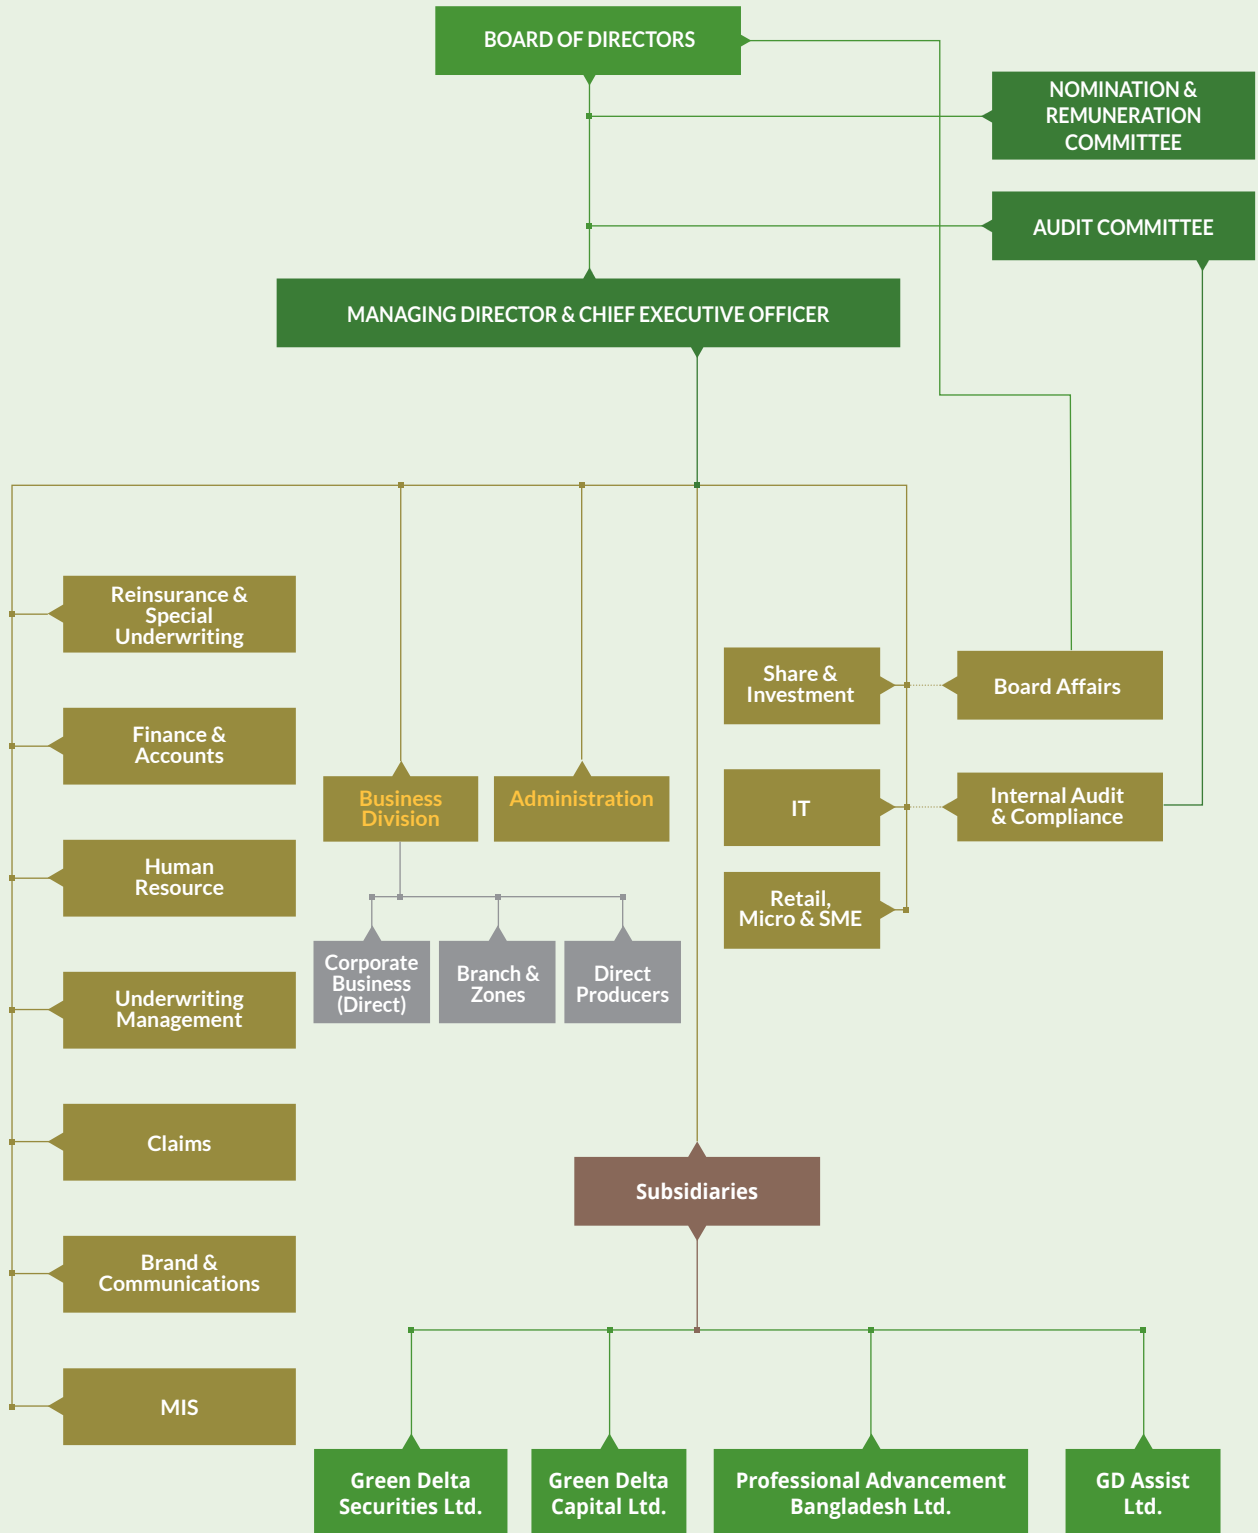 BOARD OF DIRECTORS
NOMINATION &
REMUNERATION
COMMITTEE
AUDIT COMMITTEE
MANAGING DIRECTOR & CHIEF EXECUTIVE OFFICER
Reinsurance &
Special
Underwriting
Finance &
Accounts
Human
Resource
Underwriting
Management
Claims
Brand &
Communications
MIS
Business
Division
Administration
Corporate
Business
(Direct)
Branch &
Zones
Direct
Producers
Share &
Investment
IT
Retail,
Micro & SME
Board Affairs
Internal Audit
& Compliance
Subsidiaries
Green Delta
Securities Ltd.
Green Delta
Capital Ltd.
Professional Advancement
Bangladesh Ltd.
GD Assist
Ltd.